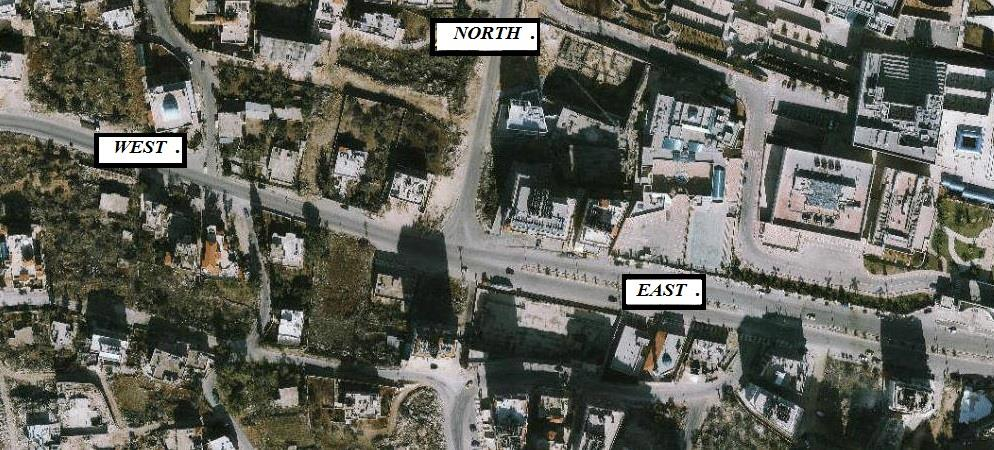 NORTH .
WEST .
EAST .